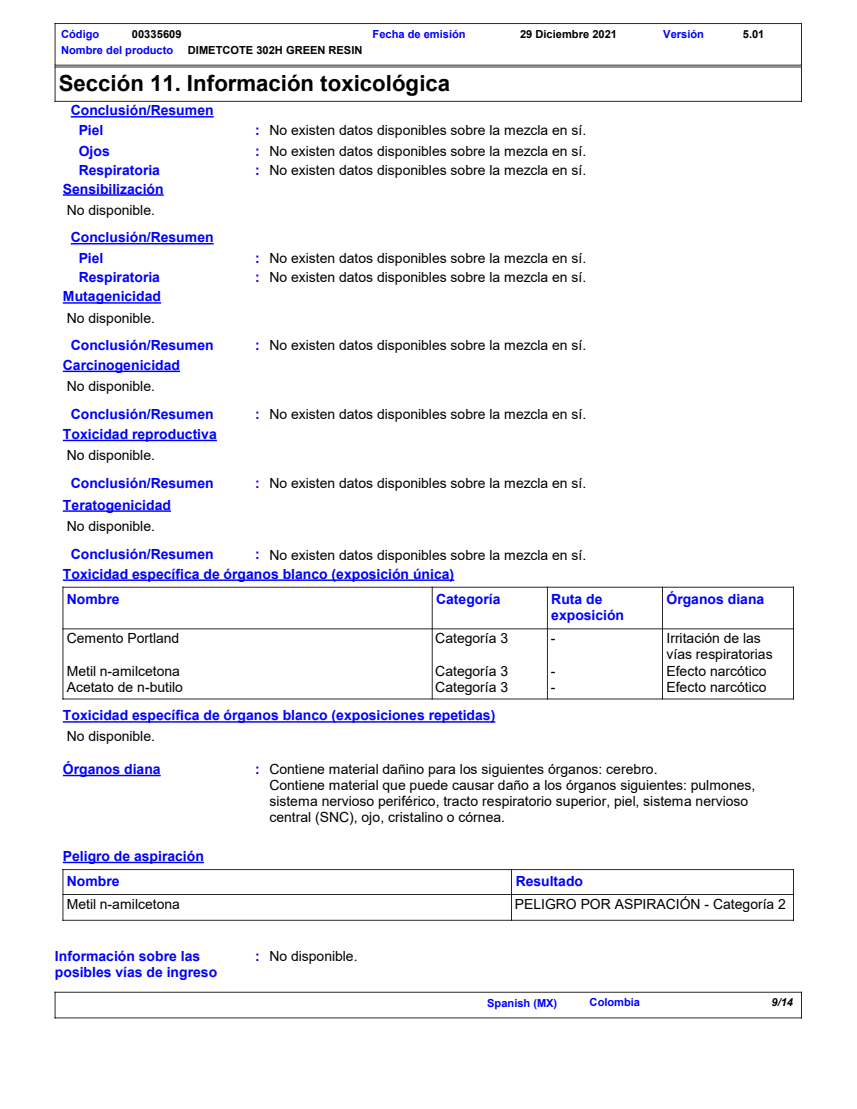 Código 00335609 Fecha de emisión 29 Diciembre 2021 Versión 5.01
Nombre del producto DIMETCOTE 302H GREEN RESIN
Sección 11. Información toxicológica
Conclusión/Resumen
Piel : No existen datos disponibles sobre la mezcla en sí.
Ojos : No existen datos disponibles sobre la mezcla en sí.
Respiratoria : No existen datos disponibles sobre la mezcla en sí.
Sensibilización
No disponible.
Conclusión/Resumen
Piel : No existen datos disponibles sobre la mezcla en sí.
Respiratoria : No existen datos disponibles sobre la mezcla en sí.
Mutagenicidad
No disponible.
Conclusión/Resumen : No existen datos disponibles sobre la mezcla en sí.
Carcinogenicidad
No disponible.
Conclusión/Resumen : No existen datos disponibles sobre la mezcla en sí.
Toxicidad reproductiva
No disponible.
Conclusión/Resumen : No existen datos disponibles sobre la mezcla en sí.
Teratogenicidad
No disponible.
Conclusión/Resumen : No existen datos disponibles sobre la mezcla en sí.
Toxicidad específica de órganos blanco (exposición única)
Nombre Categoría Ruta de Órganos diana
exposición
Cemento Portland Categoría 3 - Irritación de las
vías respiratorias
Metil n-amilcetona Categoría 3 - Efecto narcótico
Acetato de n-butilo Categoría 3 - Efecto narcótico
Toxicidad específica de órganos blanco (exposiciones repetidas)
No disponible.
Órganos diana : Contiene material dañino para los siguientes órganos: cerebro.
Contiene material que puede causar daño a los órganos siguientes: pulmones,
sistema nervioso periférico, tracto respiratorio superior, piel, sistema nervioso
central (SNC), ojo, cristalino o córnea.
Peligro de aspiración
Nombre Resultado
Metil n-amilcetona PELIGRO POR ASPIRACIÓN - Categoría 2
Información sobre las : No disponible.
posibles vías de ingreso
Spanish (MX) Colombia 9/14